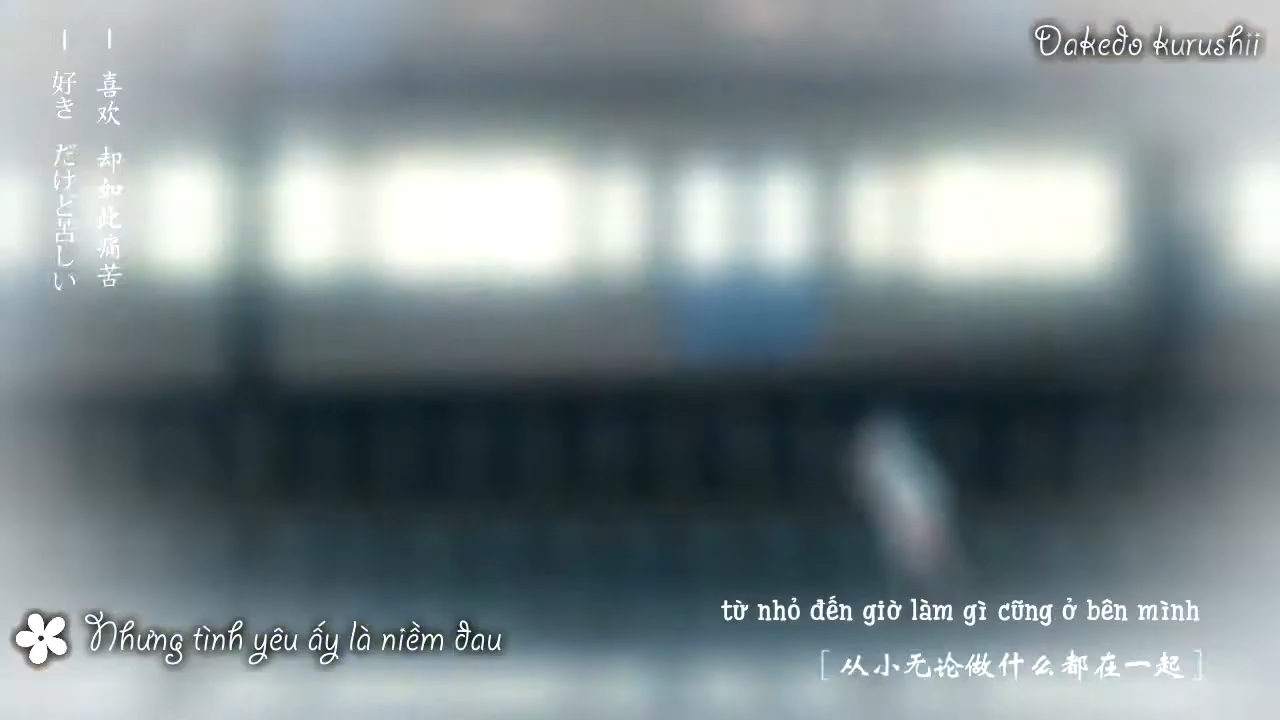 Dakedo kurushii
喜欢 却如此痛苦
好き だけど苦しい
Nhưng tình yêu ấy là niềm đau
từ nhỏ đến giờ làm gì cũng ở bên mình
[从小无论做什么都在一起]